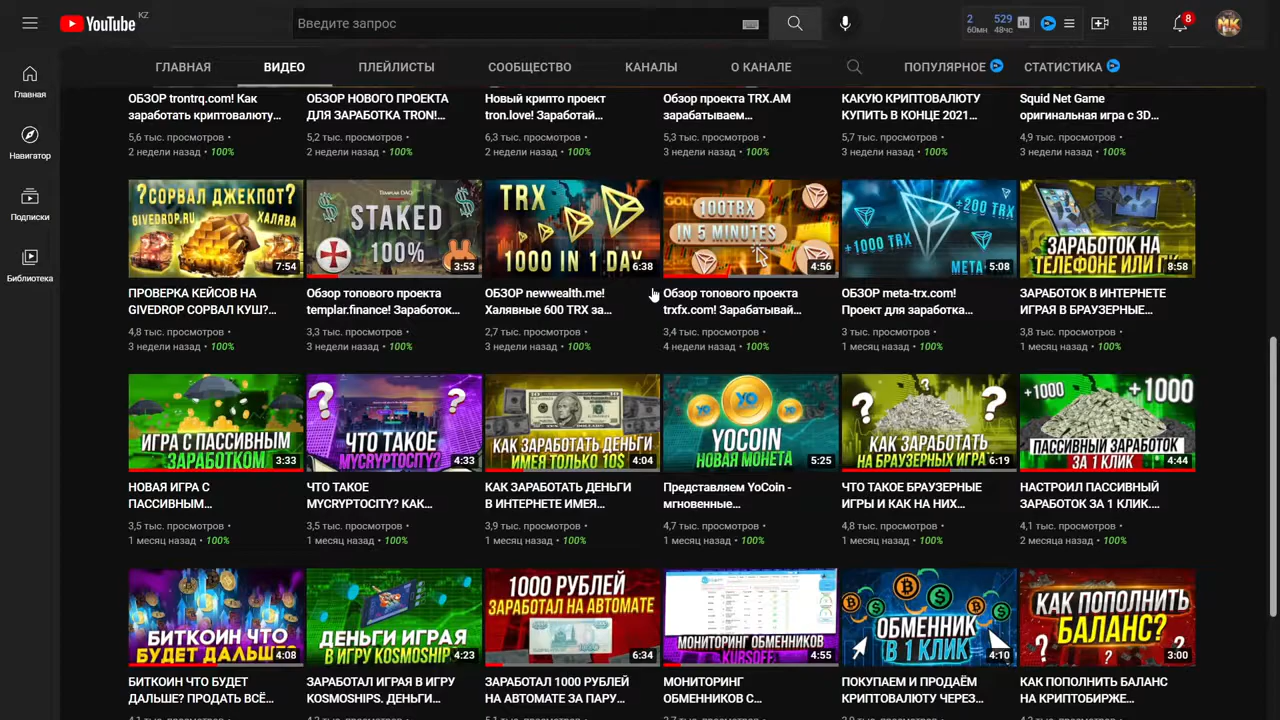 YouTube KZ
Введите запрос
2 529
60мн 48чс
8
ГЛАВНАЯ ВИДЕО ПЛЕЙЛИСТЫ СООБЩЕСТВО КАНАЛЫ О КАНАЛЕ ПОПУЛЯРНОЕ СТАТИСТИКА
Главная
Навигатор
Подписки
Библиотека
ОБЗОР trontrq.com! Как
заработать криптовалюту...
5,6 тыс. просмотров •
2 недели назад • 100%
ОБЗОР НОВОГО ПРОЕКТА
ДЛЯ ЗАРАБОТКА TRON!...
5,2 тыс. просмотров •
2 недели назад • 100%
Новый крипто проект
tron.love! Заработай...
6,3 тыс. просмотров •
2 недели назад • 100%
Обзор проекта TRX.AM
зарабатываем...
5,3 тыс. просмотров •
3 недели назад • 100%
КАКУЮ КРИПТОВАЛЮТУ
КУПИТЬ В КОНЦЕ 2021...
5,7 тыс. просмотров •
3 недели назад • 100%
Squid Net Game
оригинальная игра с 3D...
4,9 тыс. просмотров •
3 недели назад • 100%
?СОРВАЛ ДЖЕКПОТ?
GIVEDROP.RU ХАЛЯВА
7:54
ПРОВЕРКА КЕЙСОВ НА
GIVEDROP СОРВАЛ КУШ?...
4,8 тыс. просмотров •
3 недели назад • 100%
STAKED
100%
3:53
Обзор топового проекта
templar.finance! Заработок...
3,3 тыс. просмотров •
3 недели назад • 100%
TRX
1000 IN 1 DAY
6:38
ОБЗОР newwealth.me!
Халявные 600 TRX за...
2,7 тыс. просмотров •
3 недели назад • 100%
GOLD
100TRX
IN 5 MINUTES
4:56
Обзор топового проекта
trxfx.com! Зарабатывай...
3,4 тыс. просмотров •
4 недели назад • 100%
+200 TRX
+1000 TRX
META
5:08
ОБЗОР meta-trx.com!
Проект для заработка...
3 тыс. просмотров •
1 месяц назад • 100%
ЗАРАБОТОК НА
ТЕЛЕФОНЕ ИЛИ ПК
8:58
ЗАРАБОТОК В ИНТЕРНЕТЕ
ИГРАЯ В БРАУЗЕРНЫЕ...
3,8 тыс. просмотров •
1 месяц назад • 100%
ИГРА С ПАССИВНЫМ
ЗАРАБОТКОМ
3:33
НОВАЯ ИГРА С
ПАССИВНЫМ...
3,5 тыс. просмотров •
1 месяц назад • 100%
? ?
ЧТО ТАКОЕ
MYCRYPTOCITY?
4:33
ЧТО ТАКОЕ
MYCRYPTOCITY? КАК...
3,5 тыс. просмотров •
1 месяц назад • 100%
КАК ЗАРАБОТАТЬ ДЕНЬГИ
ИМЕЯ ТОЛЬКО 10$
4:04
КАК ЗАРАБОТАТЬ ДЕНЬГИ
В ИНТЕРНЕТЕ ИМЕЯ...
3,9 тыс. просмотров •
1 месяц назад • 100%
YO YO YO
YOCOIN
НОВАЯ МОНЕТА
5:25
Представляем YoCoin -
мгновенные...
4,7 тыс. просмотров •
1 месяц назад • 100%
? ? ?
КАК ЗАРАБОТАТЬ
НА БРАУЗЕРНЫХ ИГРАХ
6:19
ЧТО ТАКОЕ БРАУЗЕРНЫЕ
ИГРЫ И КАК НА НИХ...
4,8 тыс. просмотров •
1 месяц назад • 100%
+1000 +1000
ПАССИВНЫЙ ЗАРАБОТОК
ЗА 1 КЛИК
4:44
НАСТРОИЛ ПАССИВНЫЙ
ЗАРАБОТОК ЗА 1 КЛИК....
4,1 тыс. просмотров •
2 месяца назад • 100%
БИТКОИН ЧТО
БУДЕТ ДАЛЬШЕ
4:08
БИТКОИН ЧТО БУДЕТ
ДАЛЬШЕ? ПРОДАТЬ ВСЁ...
ДЕНЬГИ ИГРАЯ
В ИГРУ KOSMOSHIP
4:23
ЗАРАБОТАЛ ИГРАЯ В ИГРУ
KOSMOSHIPS. ДЕНЬГИ...
1000 РУБЛЕЙ
ЗАРАБОТАЛ НА АВТОМАТЕ
6:34
ЗАРАБОТАЛ 1000 РУБЛЕЙ
НА АВТОМАТЕ ЗА ПАРУ...
МОНИТОРИНГ ОБМЕННИКОВ
KURSOFF
4:55
МОНИТОРИНГ
ОБМЕННИКОВ С...
ОБМЕННИК
В 1 КЛИК
4:10
ПОКУПАЕМ И ПРОДАЁМ
КРИПТОВАЛЮТУ ЧЕРЕЗ...
КАК ПОПОЛНИТЬ
БАЛАНС?
? ?
3:00
КАК ПОПОЛНИТЬ БАЛАНС
НА КРИПТОБИРЖЕ...